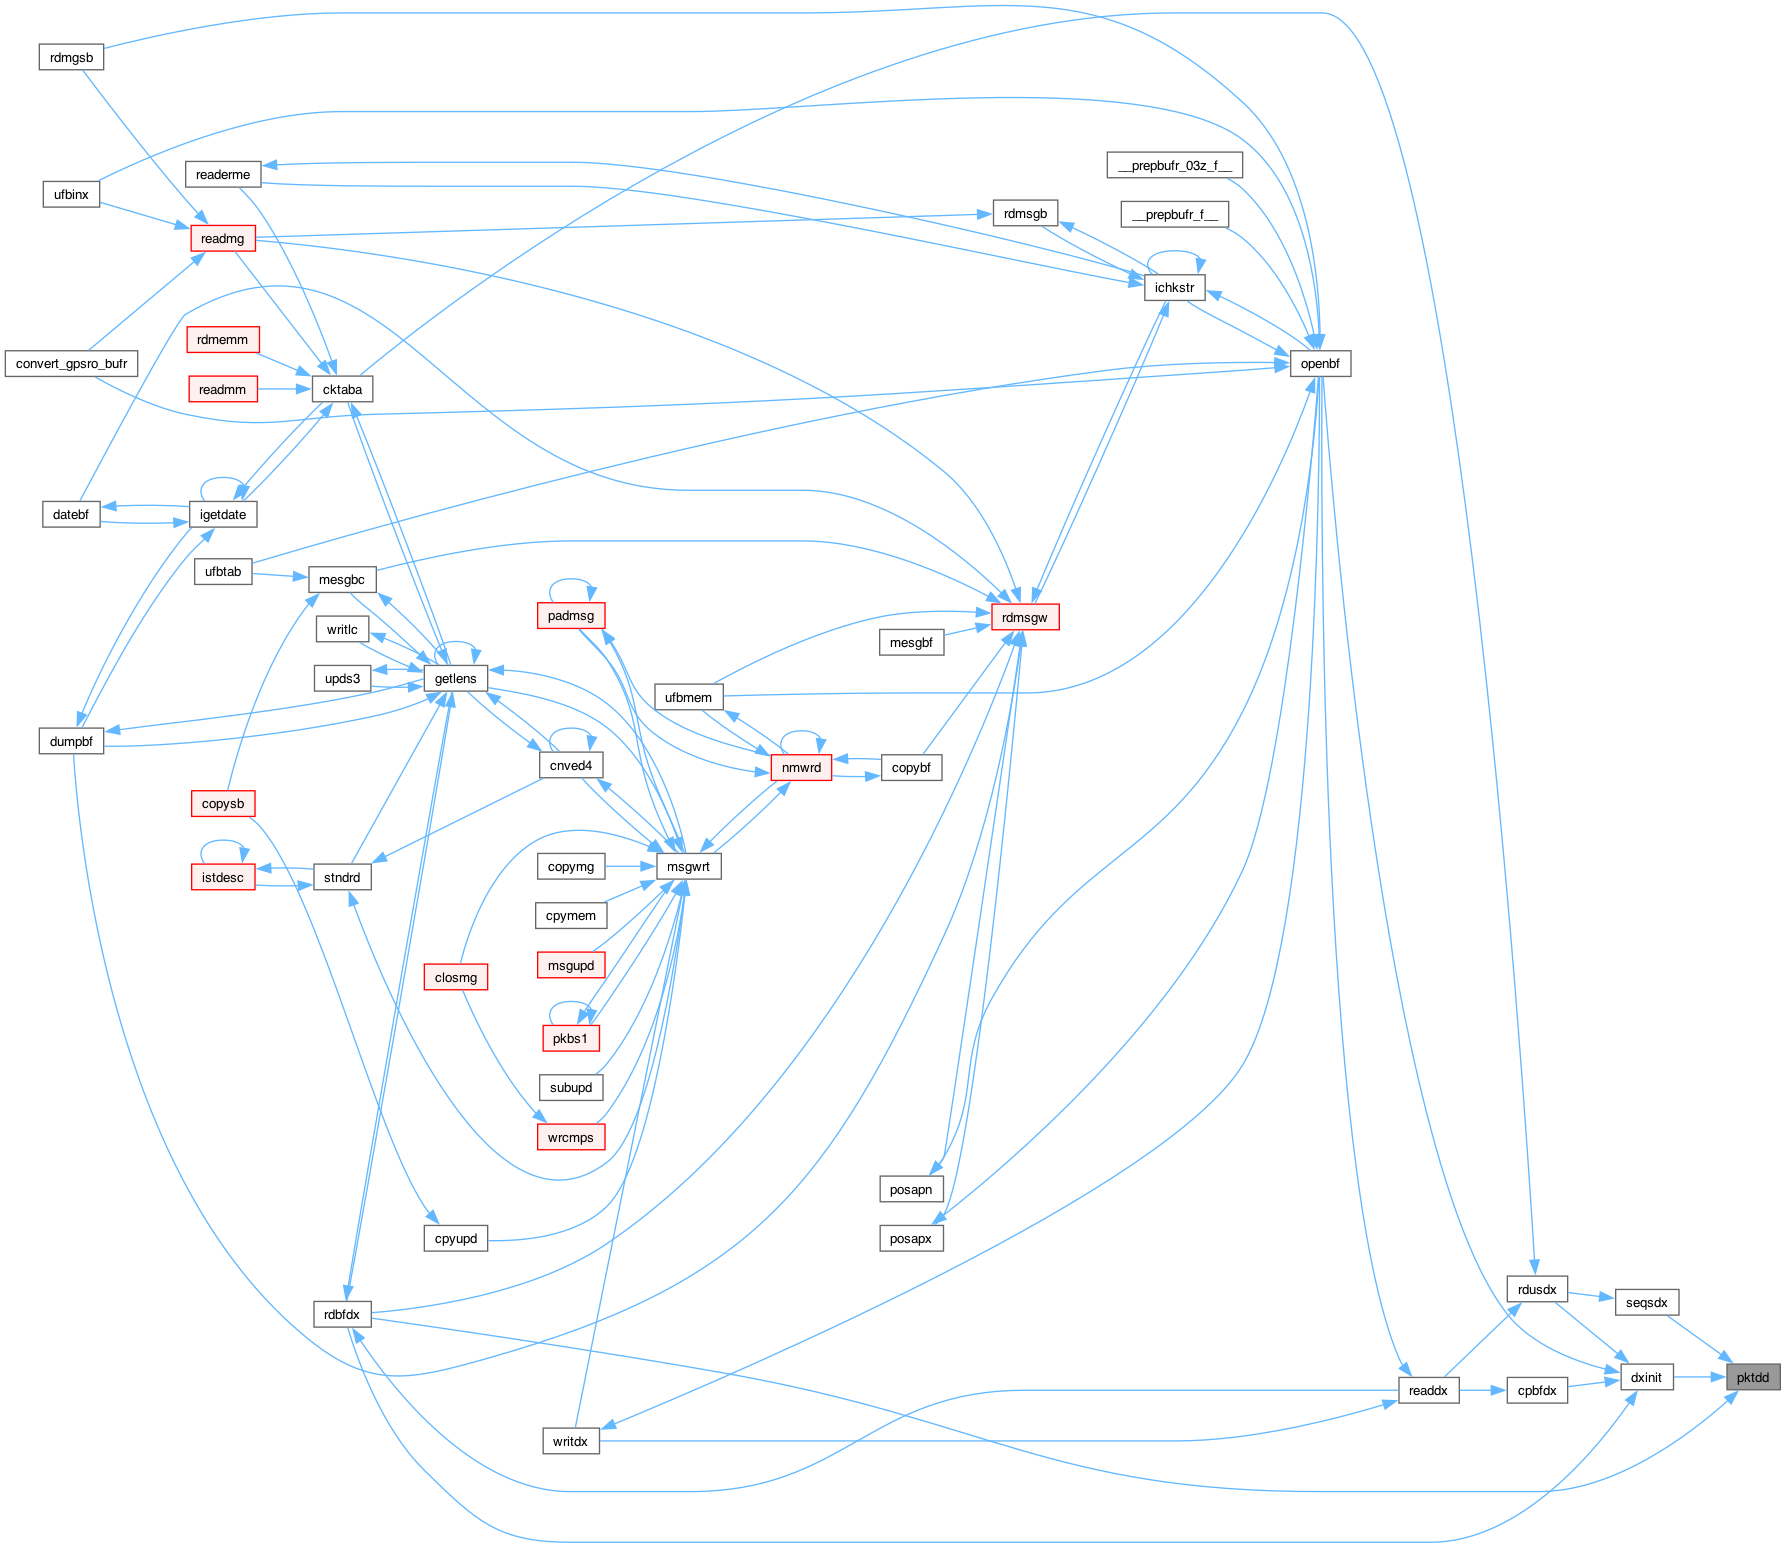 rdmgsb
__prepbufr_03z_f__
readerme
ufbinx
rdmsgb
__prepbufr_f__
readmg
ichkstr
rdmemm
convert_gpsro_bufr
openbf
readmm
cktaba
datebf
igetdate
ufbtab
mesgbc
padmsg
rdmsgw
writlc
mesgbf
upds3
getlens
ufbmem
dumpbf
cnved4
nmwrd
copybf
copysb
istdesc
stndrd
copymg
msgwrt
cpymem
closmg
msgupd
pkbs1
subupd
wrcmps
posapn
cpyupd
posapx
rdusdx
seqsdx
rdbfdx
dxinit
pktdd
readdx
cpbfdx
writdx